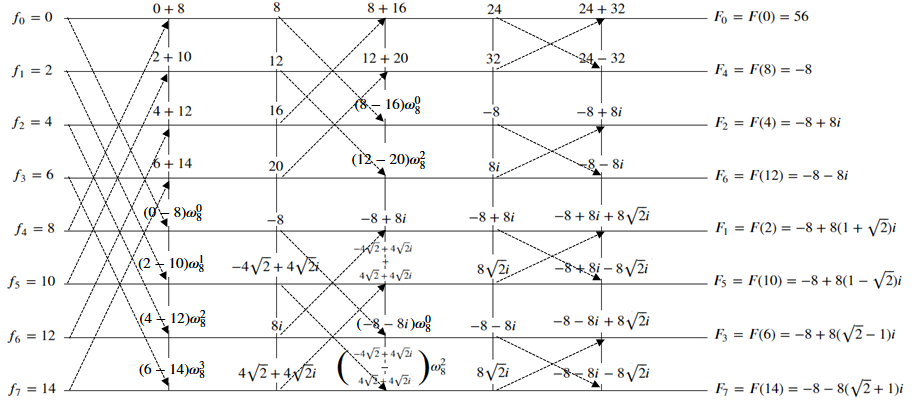 f₀ = 0 0 + 8 8 8 + 16 24 24 + 32 F₀ = F(0) = 56
f₁ = 2 2 + 10 12 12 + 20 32 24 − 32 F₄ = F(8) = −8
f₂ = 4 4 + 12 16 (8 − 16)ω₈⁰ −8 −8 + 8i F₂ = F(4) = −8 + 8i
f₃ = 6 6 + 14 20 (12 − 20)ω₈² 8i −8 − 8i F₆ = F(12) = −8 − 8i
f₄ = 8 (0 − 8)ω₈⁰ −8 −8 + 8i −8 + 8i −8 + 8i + 8√2i F₁ = F(2) = −8 + 8(1 + √2)i
f₅ = 10 (2 − 10)ω₈¹ −4√2 + 4√2i −4√2 + 4√2i + 4√2 + 4√2i 8√2i −8 + 8i − 8√2i F₅ = F(10) = −8 + 8(1 − √2)i
f₆ = 12 (4 − 12)ω₈² 8i (−8 − 8i)ω₈⁰ −8 − 8i −8 − 8i + 8√2i F₃ = F(6) = −8 + 8(√2 − 1)i
f₇ = 14 (6 − 14)ω₈³ 4√2 + 4√2i (−4√2 + 4√2i − 4√2 + 4√2i)ω₈² 8√2i −8 − 8i − 8√2i F₇ = F(14) = −8 − 8(√2 + 1)i